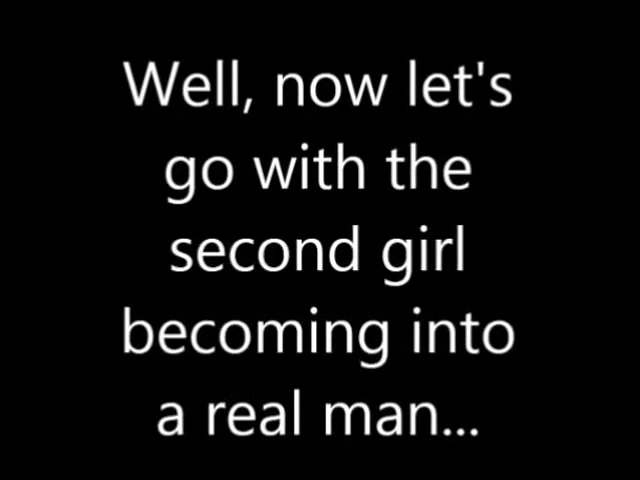 Well, now let's
go with the
second girl
becoming into
a real man...